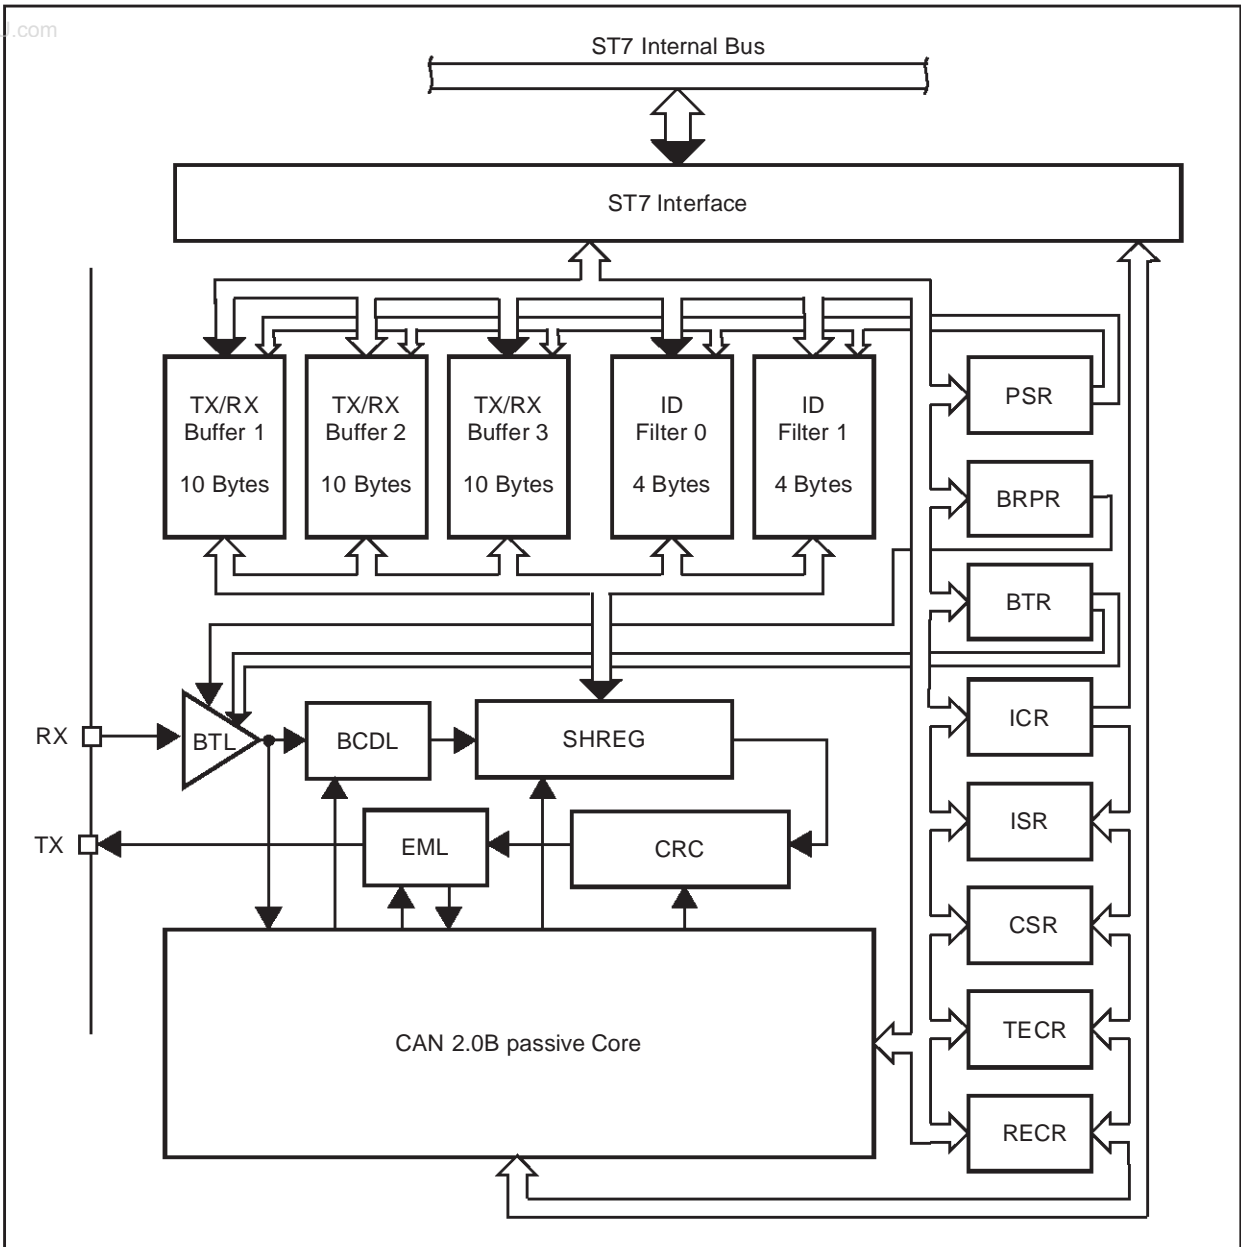 J.com
ST7 Internal Bus
ST7 Interface
TX/RX
Buffer 1
10 Bytes
TX/RX
Buffer 2
10 Bytes
TX/RX
Buffer 3
10 Bytes
ID
Filter 0
4 Bytes
ID
Filter 1
4 Bytes
PSR
BRPR
BTR
ICR
ISR
CSR
TECR
RECR
RX
BTL
BCDL
SHREG
TX
EML
CRC
CAN 2.0B passive Core